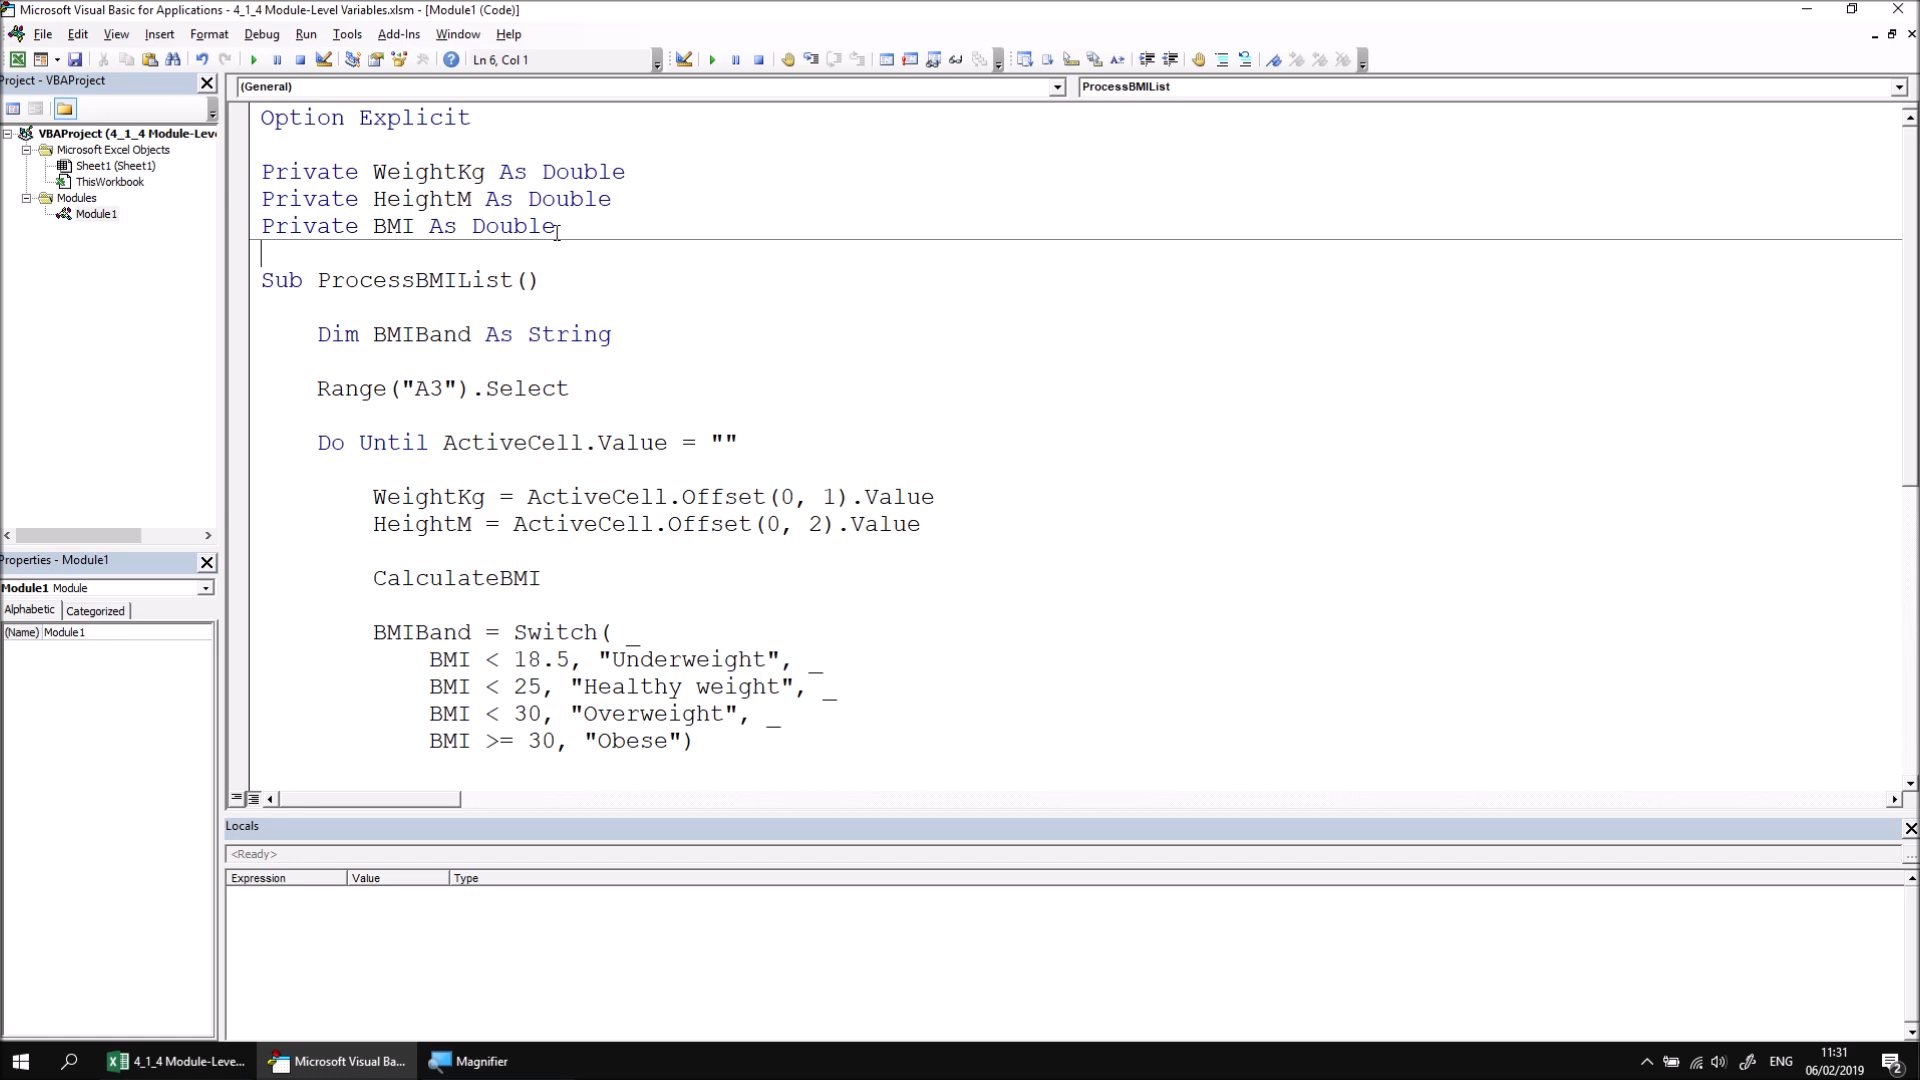 Microsoft Visual Basic for Applications - 4_1_4 Module-Level Variables.xlsm - [Module1 (Code)]
File Edit View Insert Format Debug Run Tools Add-Ins Window Help
Ln 6, Col 1
Project - VBAProject
(General)
ProcessBMIList
VBAProject (4_1_4 Module-Lev
Microsoft Excel Objects
Sheet1 (Sheet1)
ThisWorkbook
Modules
Module1
Properties - Module1
Module1 Module
Alphabetic Categorized
(Name) Module1
Option Explicit
Private WeightKg As Double
Private HeightM As Double
Private BMI As Double
Sub ProcessBMIList()
Dim BMIBand As String
Range("A3").Select
Do Until ActiveCell.Value = ""
WeightKg = ActiveCell.Offset(0, 1).Value
HeightM = ActiveCell.Offset(0, 2).Value
CalculateBMI
BMIBand = Switch( _
BMI < 18.5, "Underweight", _
BMI < 25, "Healthy weight", _
BMI < 30, "Overweight", _
BMI >= 30, "Obese")
Locals
<Ready>
Expression Value Type
4_1_4 Module-Leve...
Microsoft Visual Ba...
Magnifier
ENG
11:31
06/02/2019
2